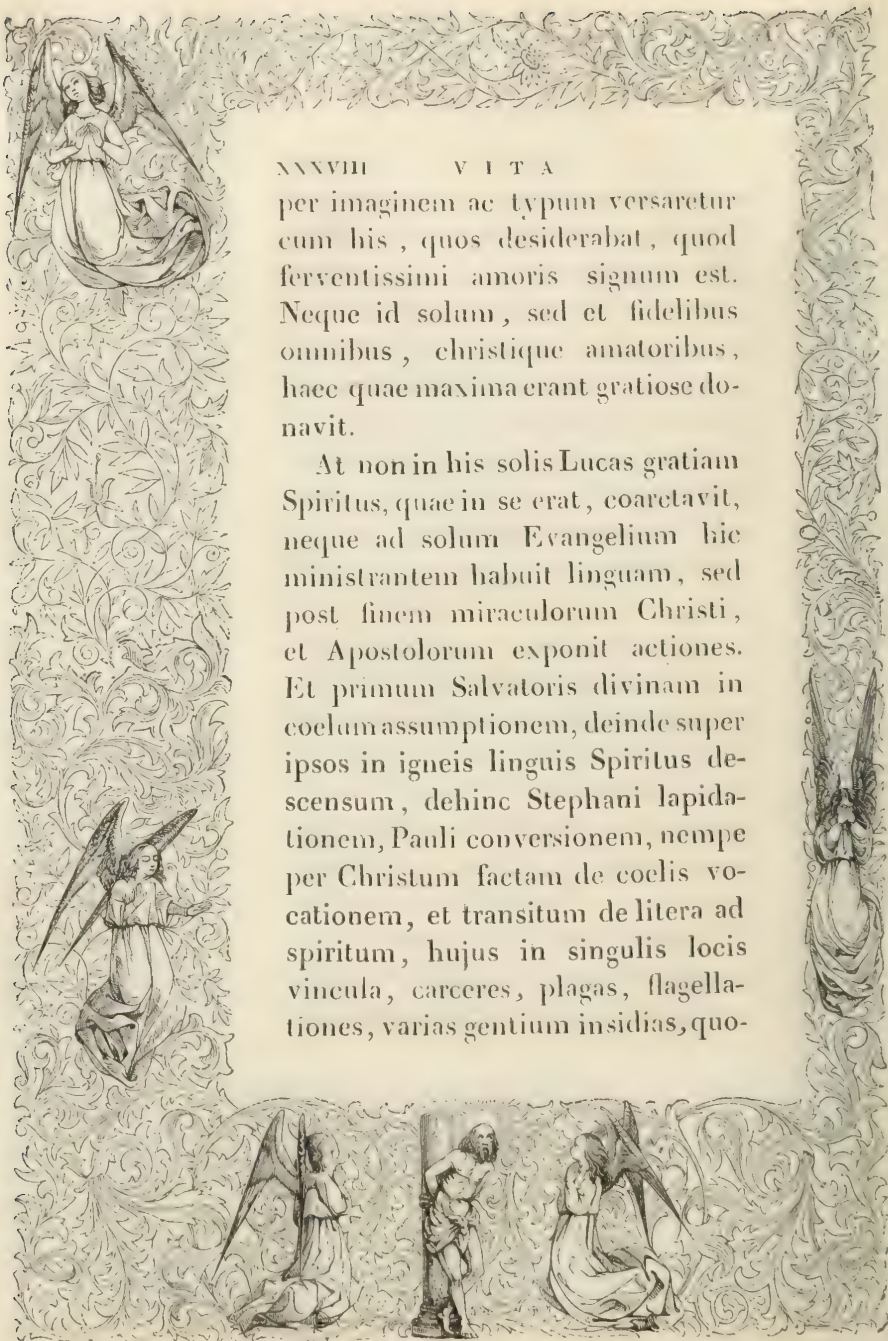 XXXVIII VITA
per imaginem ac typum versaretur
cum his , quos desiderabat , quod
ferventissimi amoris signum est.
Neque id solum , sed et fidelibus
omnibus , christique amatoribus ,
haec quae maxima erant gratiose do-
navit.
At non in his solis Lucas gratiam
Spiritus, quae in se erat , coarctavit,
neque ad solum Evangelium hic
ministrantem habuit linguam , sed
post finem miraculorum Christi ,
et Apostolorum exponit actiones.
Et primum Salvatoris divinam in
coelum assumptionem, deinde super
ipsos in igneis linguis Spiritus de-
scensum , dehinc Stephani lapida-
tionem, Pauli conversionem, nempe
per Christum factam de coelis vo-
cationem, et transitum de litera ad
spiritum, hujus in singulis locis
vincula, carceres, plagas, flagella-
tiones, varias gentium insidias, quo-